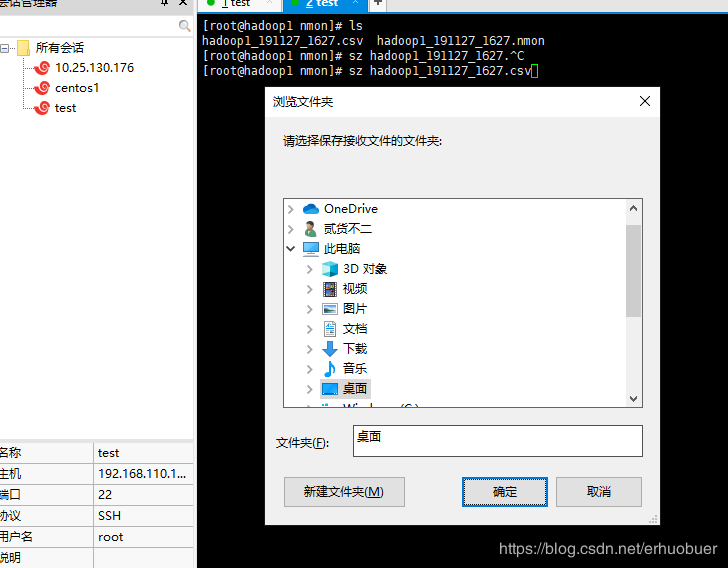 会话管理器
所有会话
10.25.130.176
centos1
test
名称 test
主机 192.168.110.1...
端口 22
协议 SSH
用户名 root
说明
1 test
2 test
[root@hadoop1 nmon]# ls
hadoop1_191127_1627.csv hadoop1_191127_1627.nmon
[root@hadoop1 nmon]# sz hadoop1_191127_1627.^C
[root@hadoop1 nmon]# sz hadoop1_191127_1627.csv
浏览文件夹
请选择保存接收文件的文件夹:
OneDrive
贰货不二
此电脑
3D 对象
视频
图片
文档
下载
音乐
桌面
Windows (C:)
文件夹(F): 桌面
新建文件夹(M) 确定 取消
https://blog.csdn.net/erhuobuer